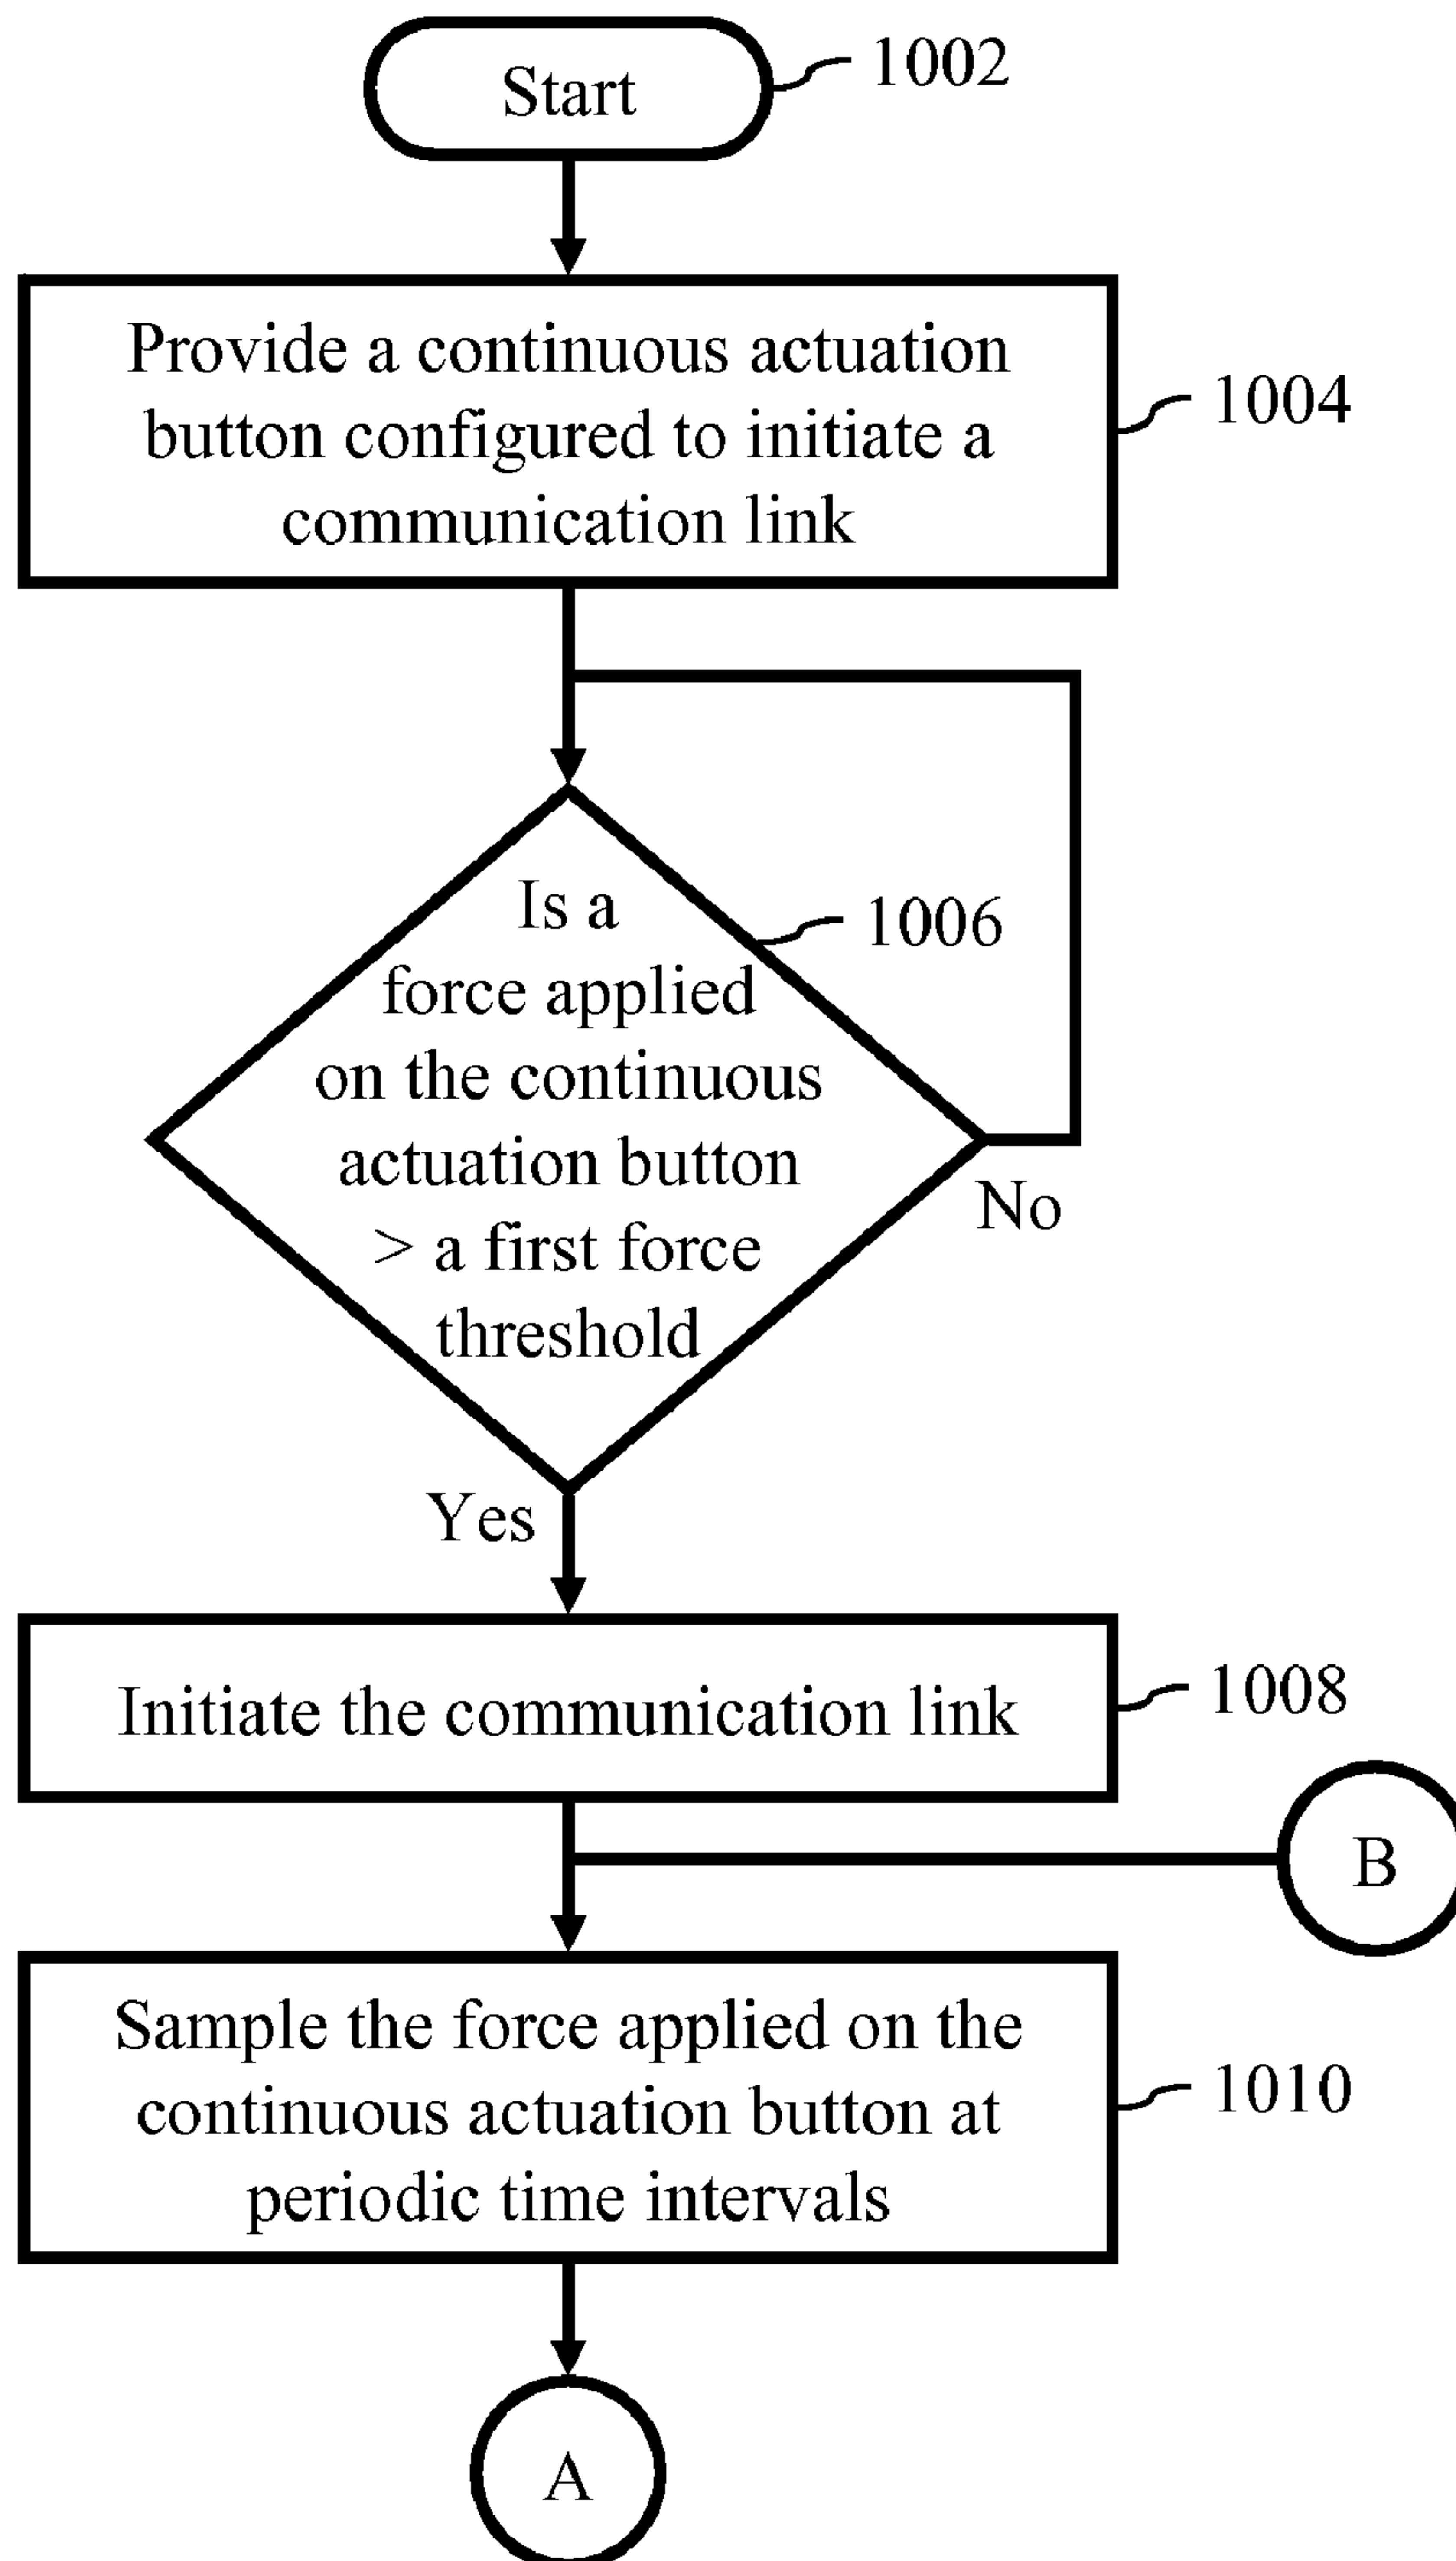 Start
1002
Provide a continuous actuation
button configured to initiate a
communication link
1004
Is a
force applied
on the continuous
actuation button
> a first force
threshold
1006
No
Yes
Initiate the communication link
1008
B
Sample the force applied on the
continuous actuation button at
periodic time intervals
1010
A